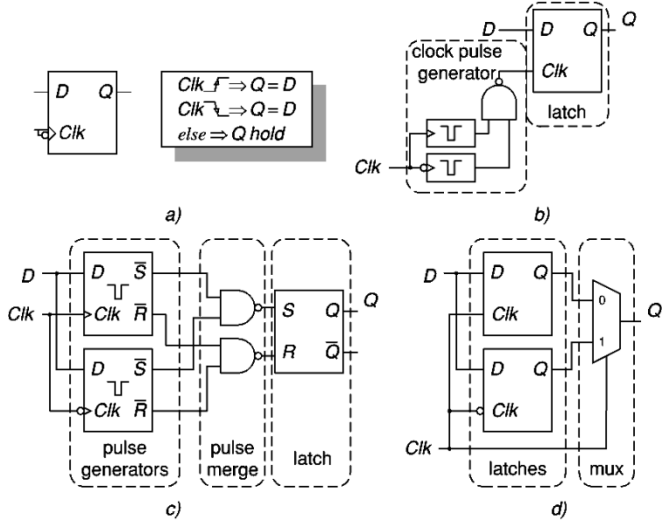 D Q
Clk
Clk ⇒ Q = D
Clk ⇒ Q = D
else ⇒ Q hold
a)
D
D Q
Q
clock pulse
generator
Clk
latch
Clk
b)
D
D S̅
Clk R̅
Clk
D S̅
Clk R̅
S Q
R Q̅
Q
pulse
generators
pulse
merge
latch
c)
D
D Q
Clk
D Q
Clk
0
1
Q
Clk
latches
mux
d)